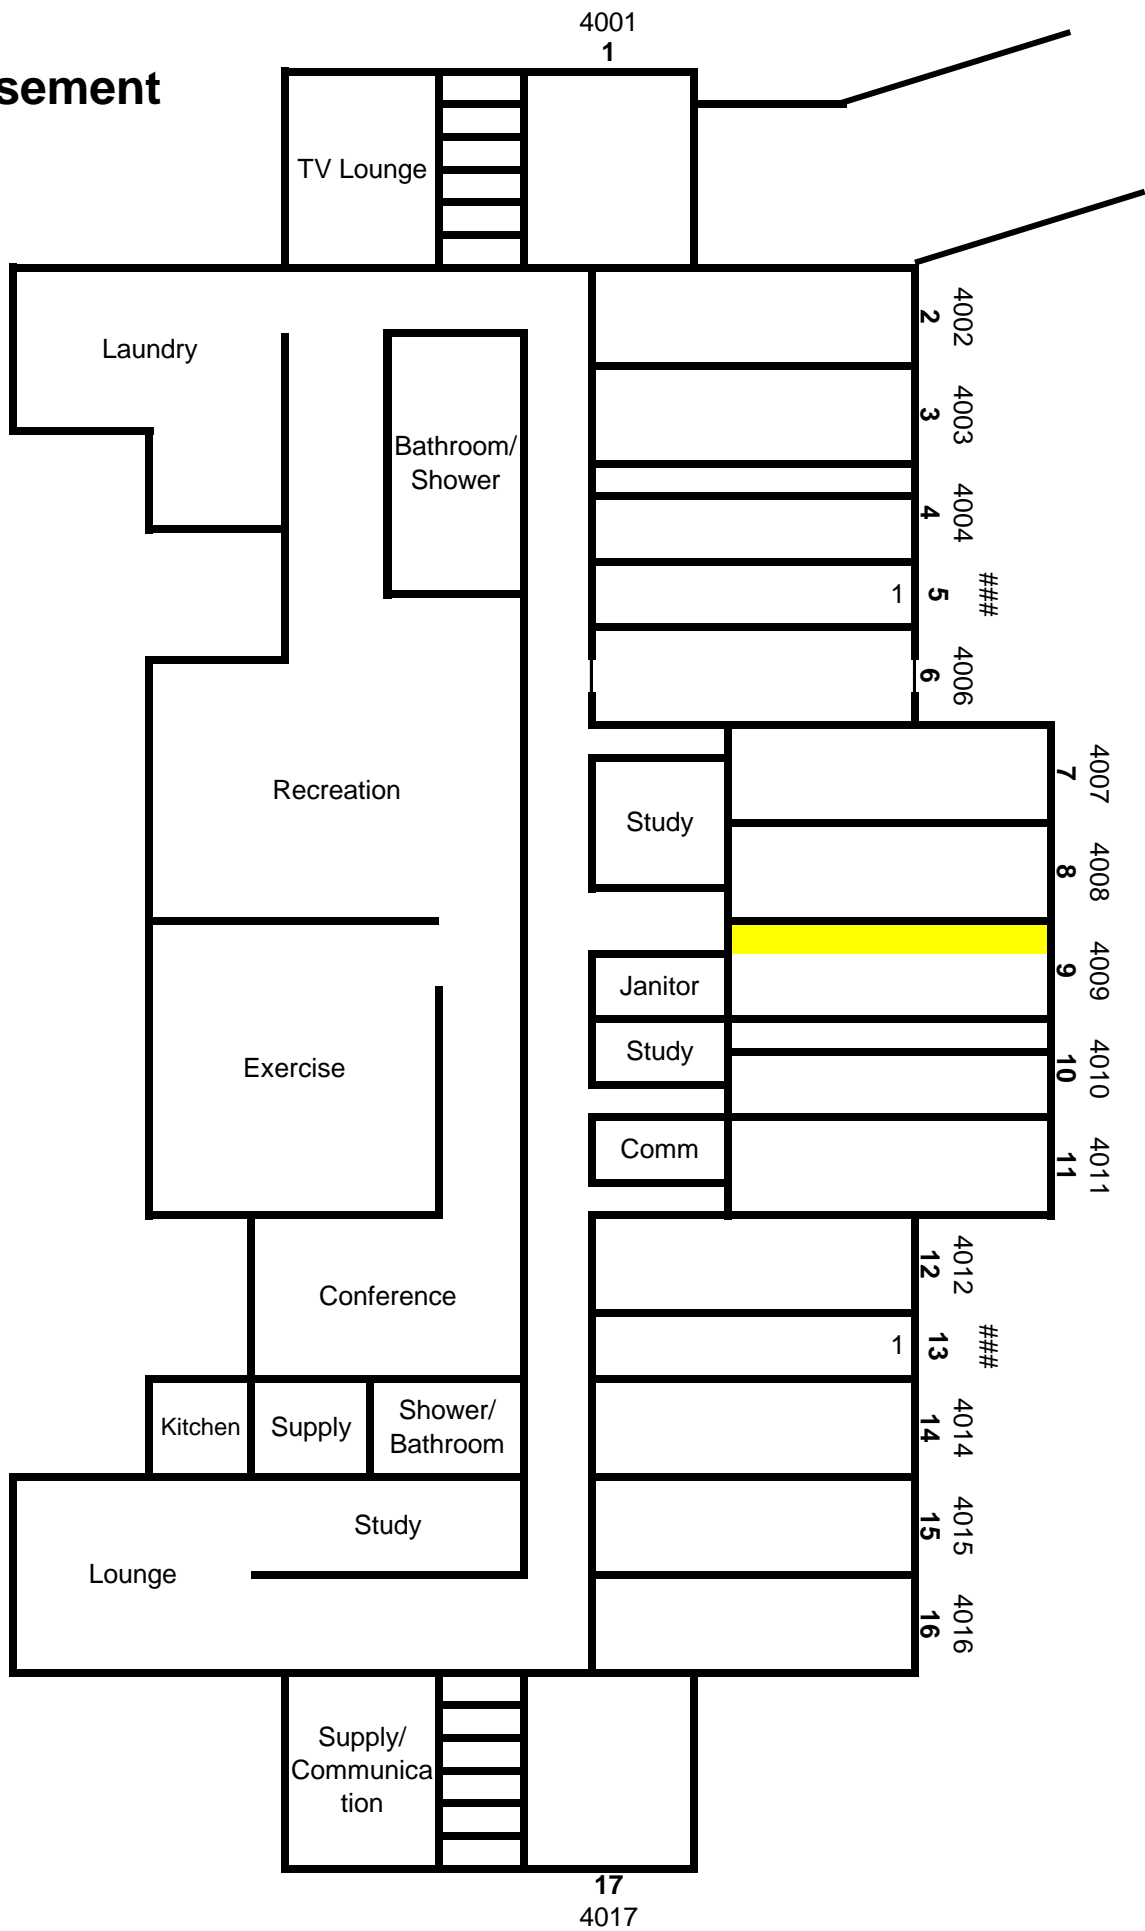 4001
1
sement
TV Lounge
Laundry
2 4002
3 4003
Bathroom/
Shower
4 4004
1 5 ###
6 4006
Recreation
7 4007
Study
8 4008
9 4009
Janitor
Exercise
Study
10 4010
Comm
11 4011
Conference
12 4012
1 13 ###
Kitchen
Supply
Shower/
Bathroom
14 4014
Study
15 4015
Lounge
16 4016
Supply/
Communica
tion
17
4017